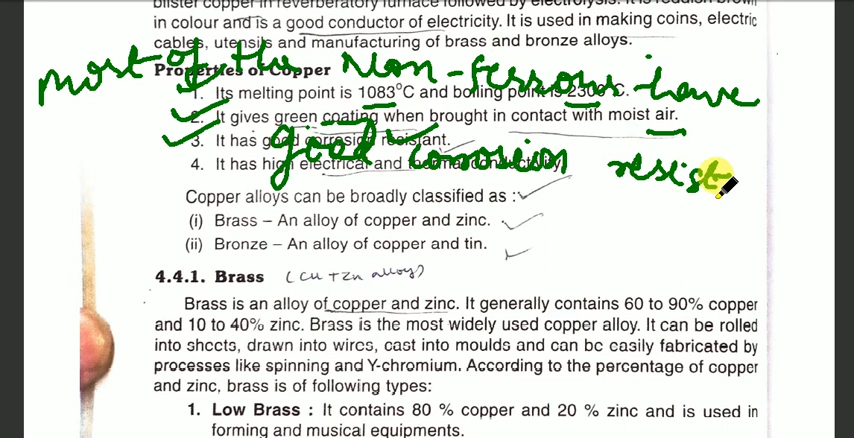 blister copper in reverberatory furnace followed by electrolysis. It is reddish brown
in colour and is a good conductor of electricity. It is used in making coins, electric
cables, utensils and manufacturing of brass and bronze alloys.
most of the Non-ferrous have
Properties of Copper
1. Its melting point is 1083°C and boiling point is 2300°C.
2. It gives green coating when brought in contact with moist air.
3. It has good corrosion resistant.
good corrosion resist
4. It has high electrical and thermal conductivity.
Copper alloys can be broadly classified as :
(i) Brass – An alloy of copper and zinc.
(ii) Bronze – An alloy of copper and tin.
4.4.1. Brass (Cu + Zn alloy)
Brass is an alloy of copper and zinc. It generally contains 60 to 90% copper
and 10 to 40% zinc. Brass is the most widely used copper alloy. It can be rolled
into sheets, drawn into wires, cast into moulds and can be easily fabricated by
processes like spinning and Y-chromium. According to the percentage of copper
and zinc, brass is of following types:
1. Low Brass : It contains 80 % copper and 20 % zinc and is used in
forming and musical equipments.